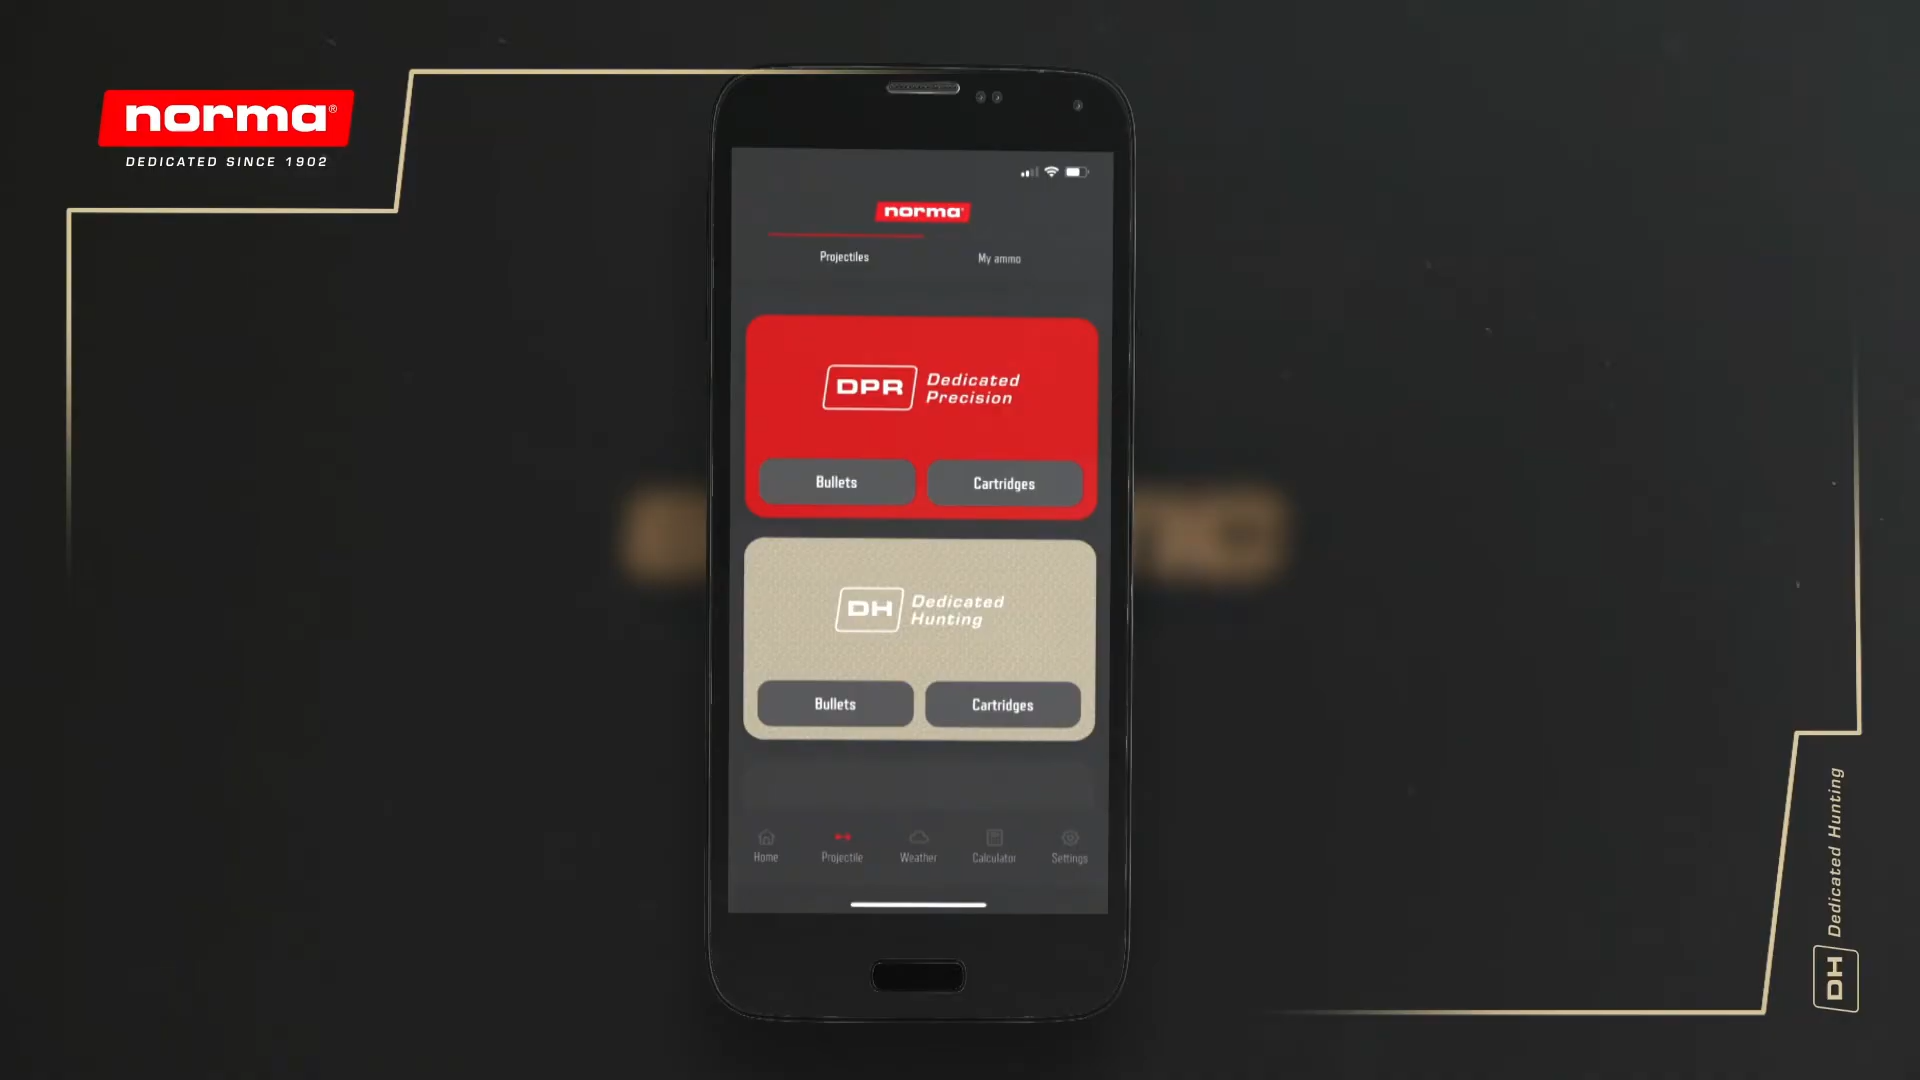 norma®
DEDICATED SINCE 1902
norma
Projectiles
My ammo
DPR
Dedicated
Precision
Bullets
Cartridges
DH
Dedicated
Hunting
Bullets
Cartridges
Home
Projectile
Weather
Calculator
Settings
DH Dedicated Hunting